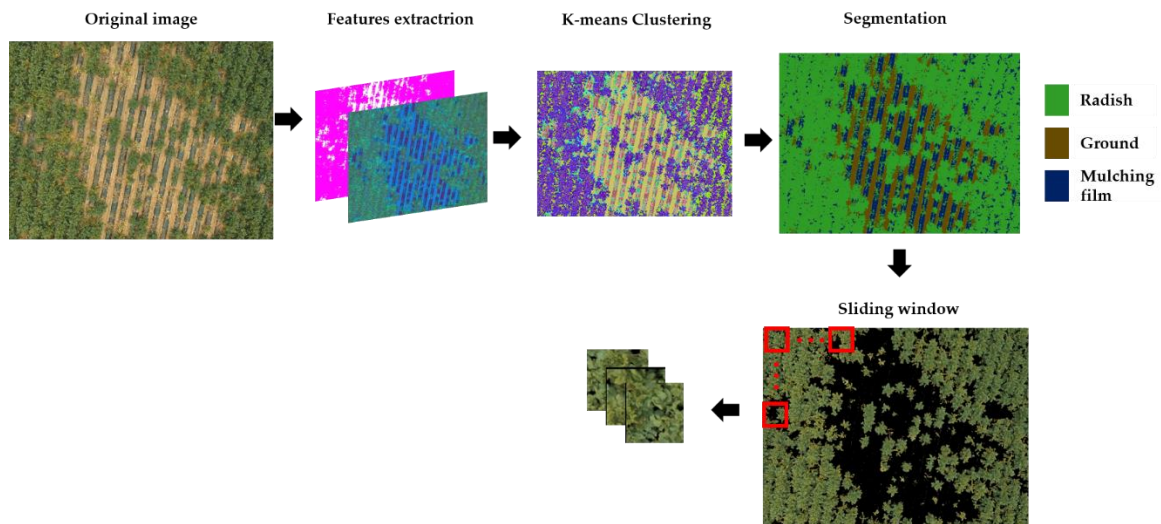 Original image
Features extractrion
K-means Clustering
Segmentation
Radish
Ground
Mulching
film
Sliding window